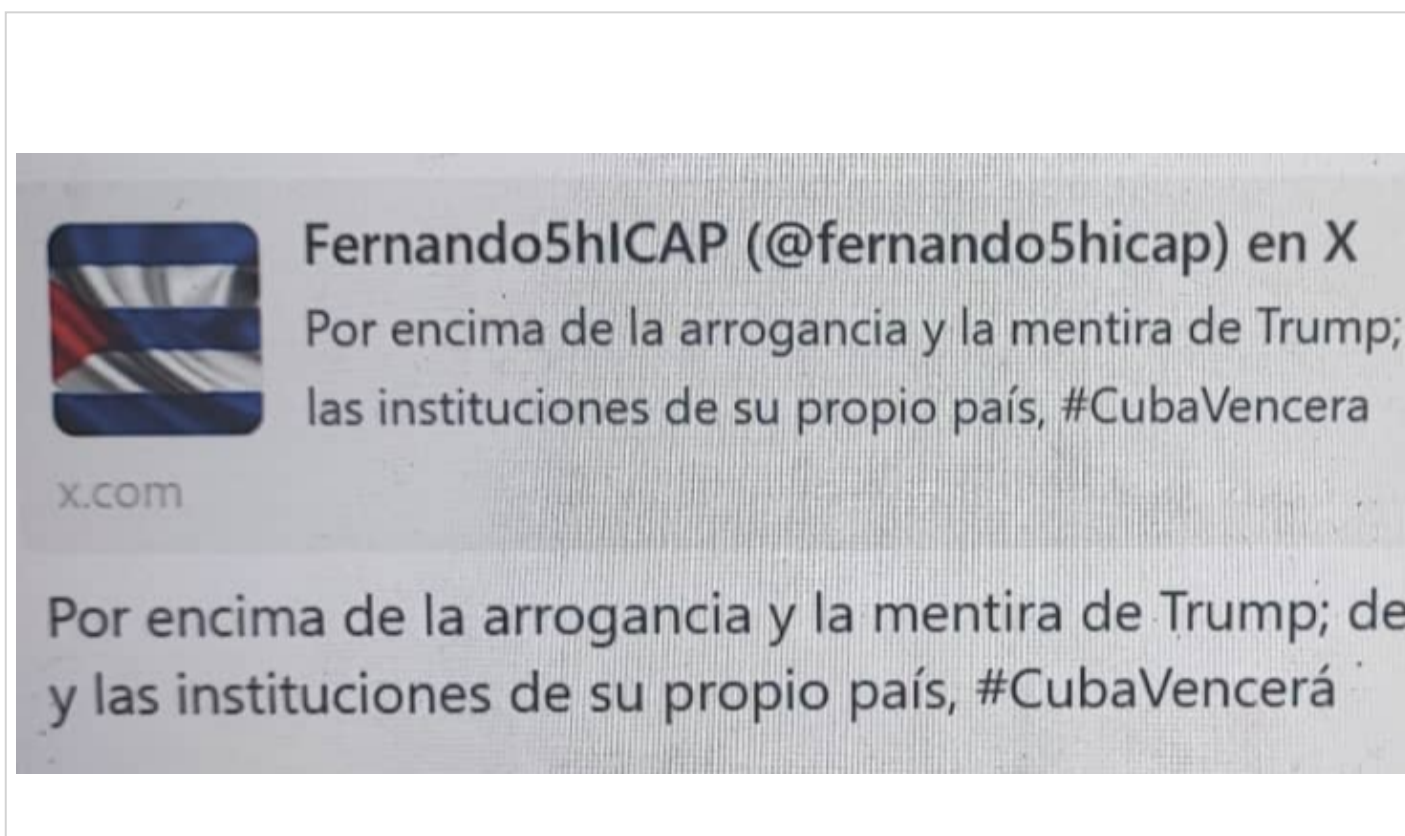 Fernando5hICAP (@fernando5hicap) en X
Por encima de la arrogancia y la mentira de Trump;
las instituciones de su propio país, #CubaVencera
x.com
Por encima de la arrogancia y la mentira de Trump; de
y las instituciones de su propio país, #CubaVencerá